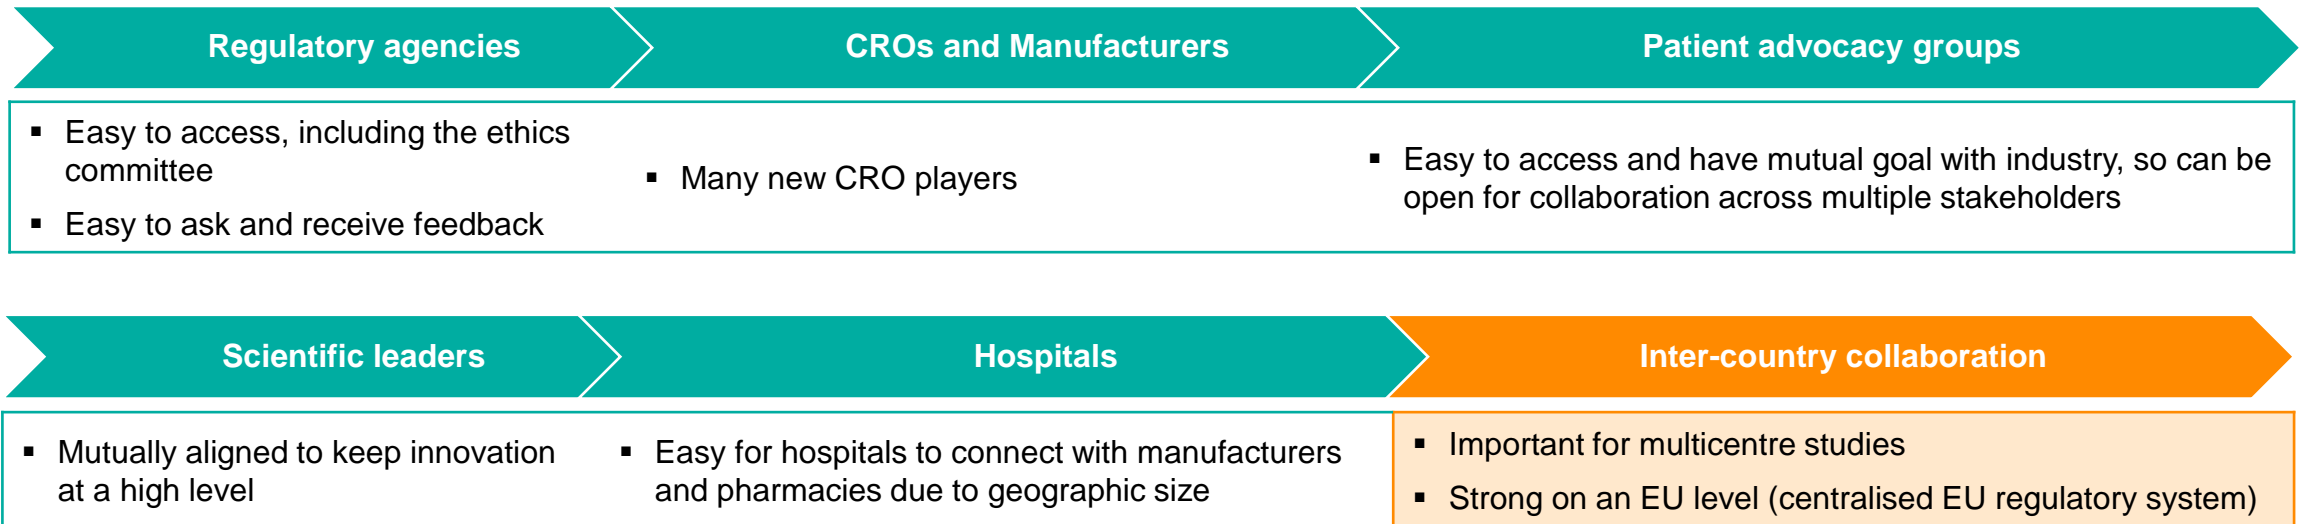 Regulatory agencies
CROs and Manufacturers
Patient advocacy groups
▪ Easy to access, including the ethics
committee
▪ Easy to ask and receive feedback
▪ Many new CRO players
▪ Easy to access and have mutual goal with industry, so can be
open for collaboration across multiple stakeholders
Scientific leaders
Hospitals
Inter-country collaboration
▪ Mutually aligned to keep innovation
at a high level
▪ Easy for hospitals to connect with manufacturers
and pharmacies due to geographic size
▪ Important for multicentre studies
▪ Strong on an EU level (centralised EU regulatory system)